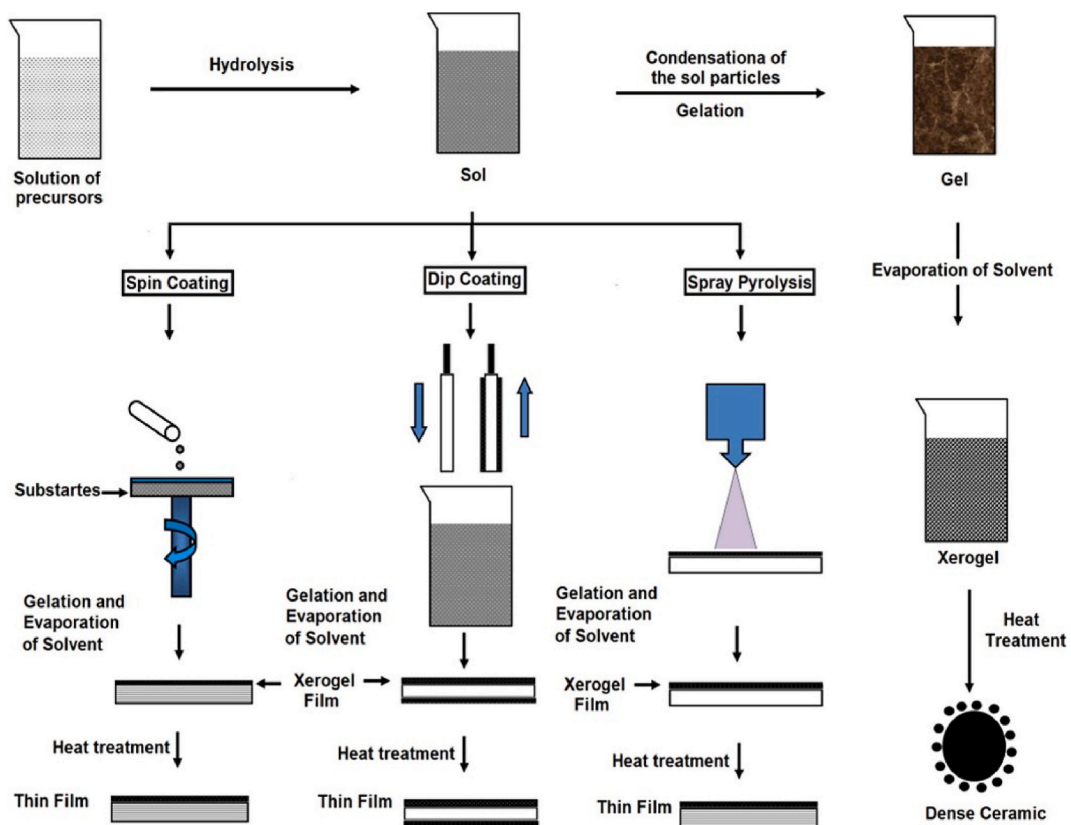 Hydrolysis
Condensationa of
the sol particles
Gelation
Solution of
precursors
Sol
Gel
Spin Coating
Dip Coating
Spray Pyrolysis
Evaporation of Solvent
Substartes
Xerogel
Gelation and
Evaporation
of Solvent
Gelation and
Evaporation
of Solvent
Gelation and
Evaporation
of Solvent
Heat
Treatment
Xerogel
Film
Xerogel
Film
Heat treatment
Heat treatment
Heat treatment
Thin Film
Thin Film
Thin Film
Dense Ceramic